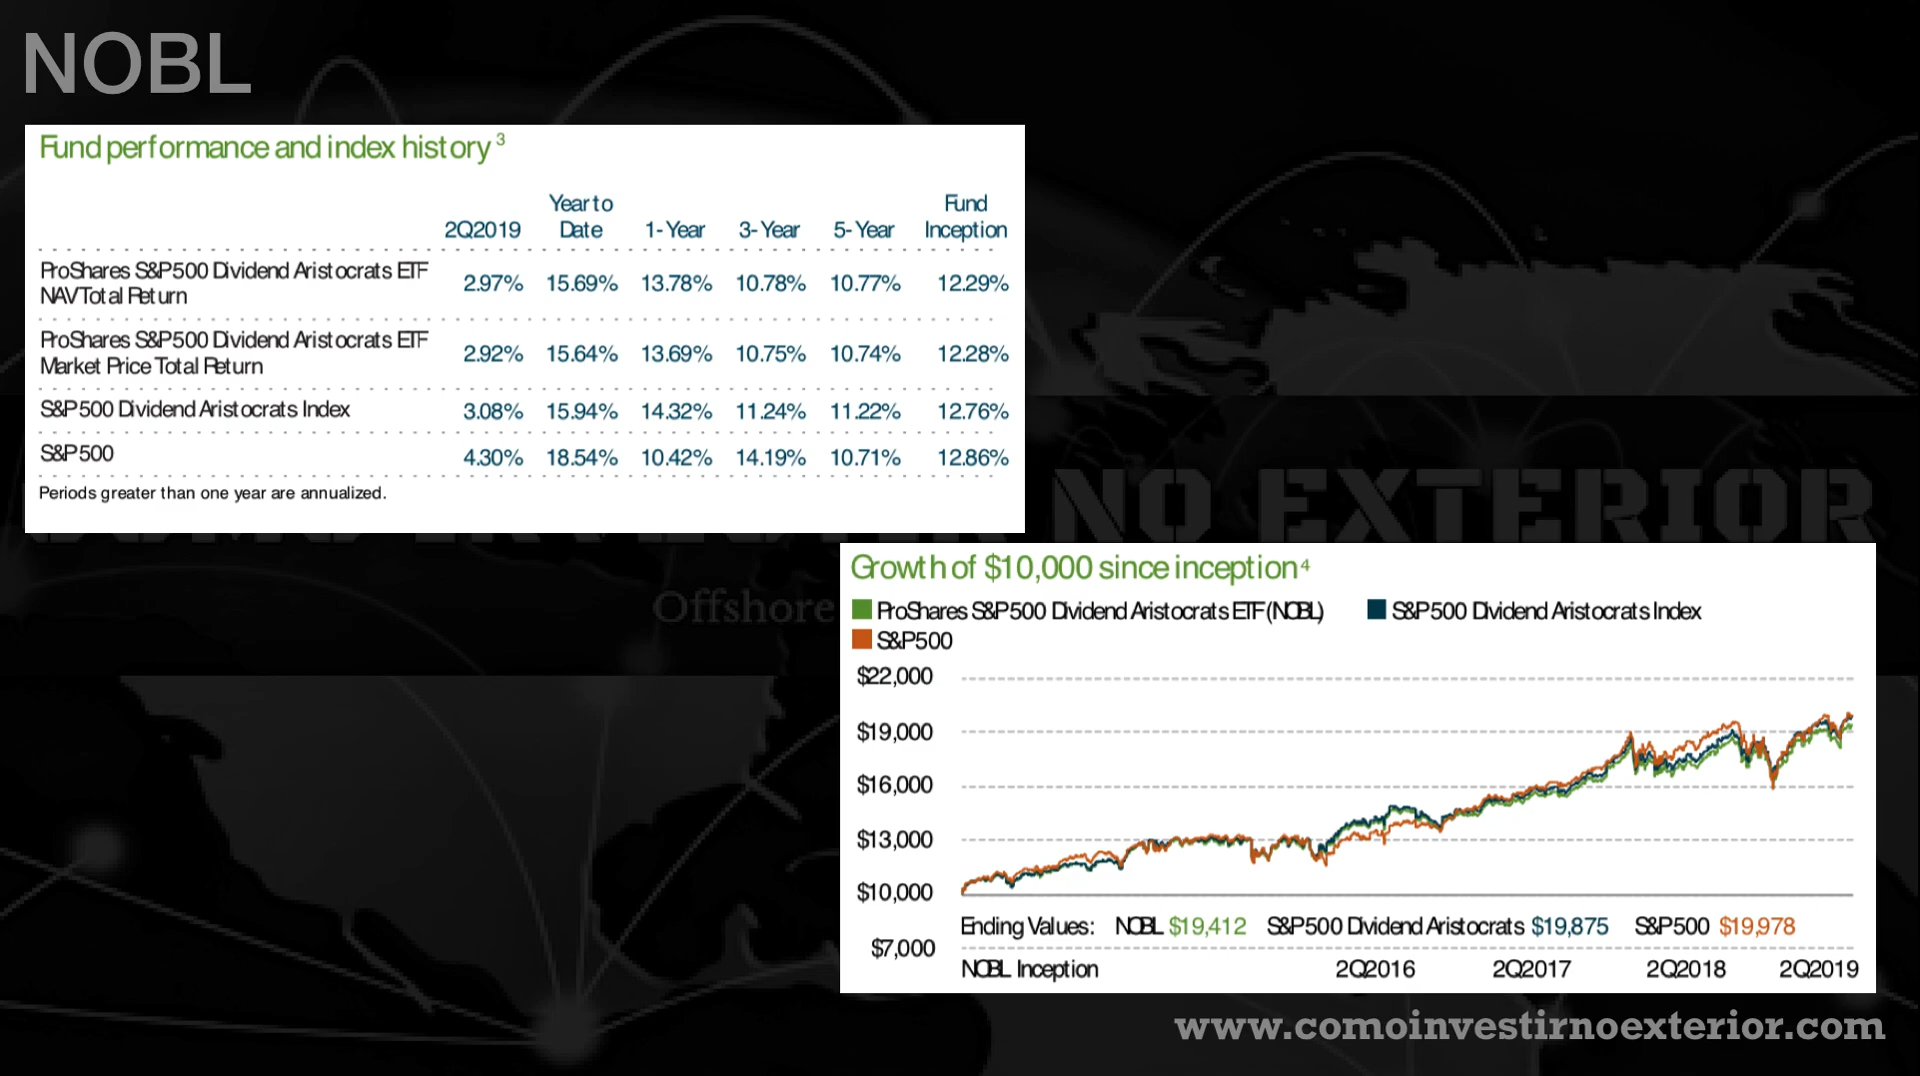 NOBL
Fund performance and index history 3
Year to Fund
2Q2019 Date 1-Year 3-Year 5-Year Inception
ProShares S&P500 Dividend Aristocrats ETF
NAV Total Return 2.97% 15.69% 13.78% 10.78% 10.77% 12.29%
ProShares S&P500 Dividend Aristocrats ETF
Market Price Total Return 2.92% 15.64% 13.69% 10.75% 10.74% 12.28%
S&P500 Dividend Aristocrats Index 3.08% 15.94% 14.32% 11.24% 11.22% 12.76%
S&P500 4.30% 18.54% 10.42% 14.19% 10.71% 12.86%
Periods greater than one year are annualized.
NO EXTERIOR
Offshore
Growth of $10,000 since inception 4
ProShares S&P500 Dividend Aristocrats ETF (NOBL) S&P500 Dividend Aristocrats Index
S&P500
$22,000
$19,000
$16,000
$13,000
$10,000
Ending Values: NOBL $19,412 S&P500 Dividend Aristocrats $19,875 S&P500 $19,978
$7,000
NOBL Inception 2Q2016 2Q2017 2Q2018 2Q2019
www.comoinvestirnoexterior.com